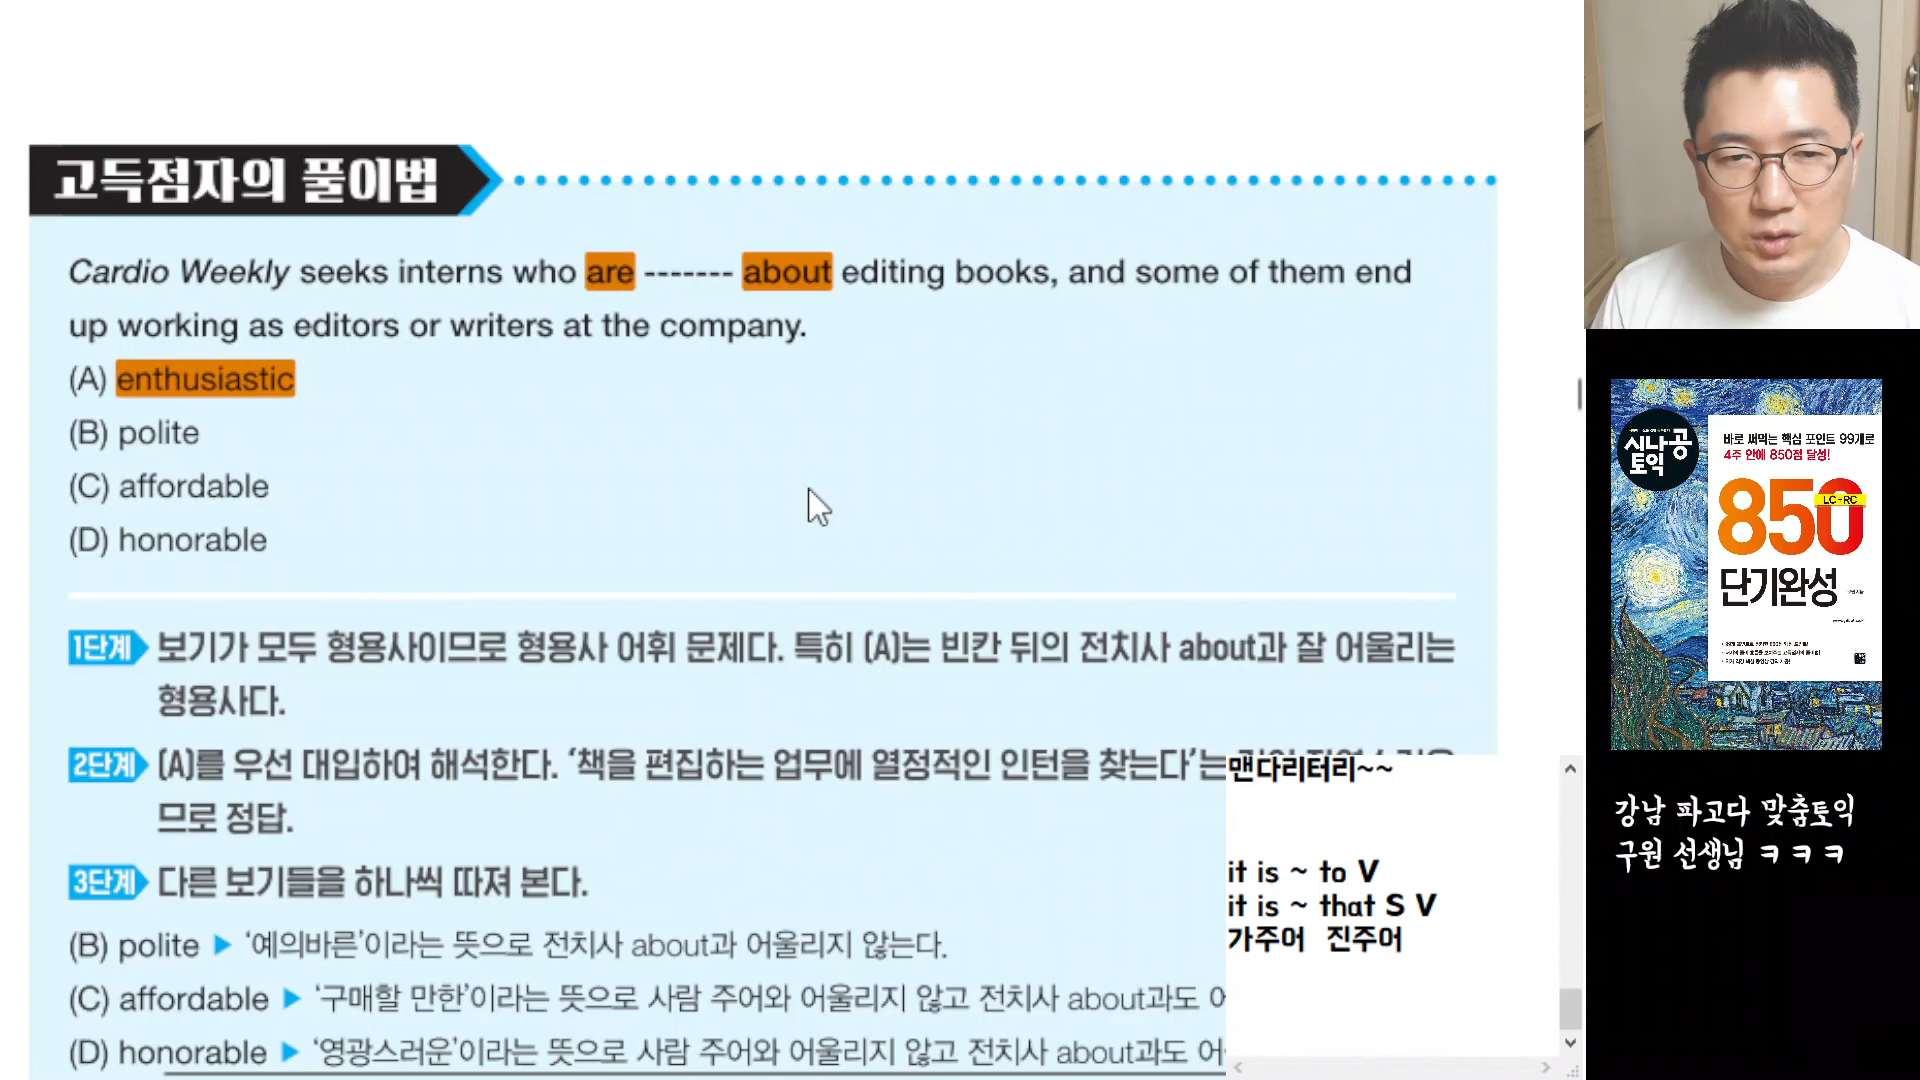 고득점자의 풀이법
Cardio Weekly seeks interns who are ------- about editing books, and some of them end
up working as editors or writers at the company.
(A) enthusiastic
(B) polite
(C) affordable
(D) honorable
1단계 보기가 모두 형용사이므로 형용사 어휘 문제다. 특히 (A)는 빈칸 뒤의 전치사 about과 잘 어울리는
형용사다.
2단계 (A)를 우선 대입하여 해석한다. ‘책을 편집하는 업무에 열정적인 인턴을 찾는다’는
므로 정답.
3단계 다른 보기들을 하나씩 따져 본다.
(B) polite ▶ ‘예의바른’이라는 뜻으로 전치사 about과 어울리지 않는다.
(C) affordable ▶ ‘구매할 만한’이라는 뜻으로 사람 주어와 어울리지 않고 전치사 about과도
(D) honorable ▶ ‘영광스러운’이라는 뜻으로 사람 주어와 어울리지 않고 전치사 about과도
맨다리터리~~
it is ~ to V
it is ~ that S V
가주어 진주어
시나공
토익
바로 써먹는 핵심 포인트 99개로
4주 안에 850점 달성!
850
LC+RC
단기완성
강남 파고다 맞춤토익
구원 선생님 ㅋㅋㅋ